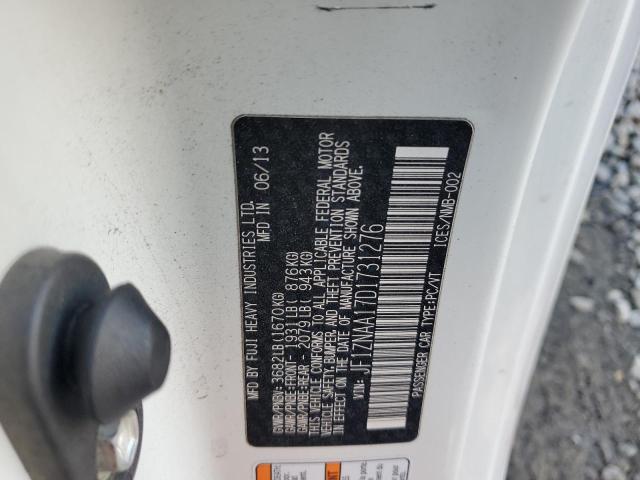 MFD BY FUJI HEAVY INDUSTRIES LTD.
MADE IN 06/13
GVWR/PNBV- 3682LB (1670KG)
GAWR/PNBE FRONT- 1931LB( 876KG)
GAWR/PNBE REAR - 2079LB( 943KG)
THIS VEHICLE CONFORMS TO ALL APPLICABLE FEDERAL MOTOR
VEHICLE SAFETY, BUMPER, AND THEFT PREVENTION STANDARDS
IN EFFECT ON THE DATE OF MANUFACTURE SHOWN ABOVE.
JF1ZNAA17D1731276
ICES/NMB-002
PASSENGER CAR TYPE:PC/VT